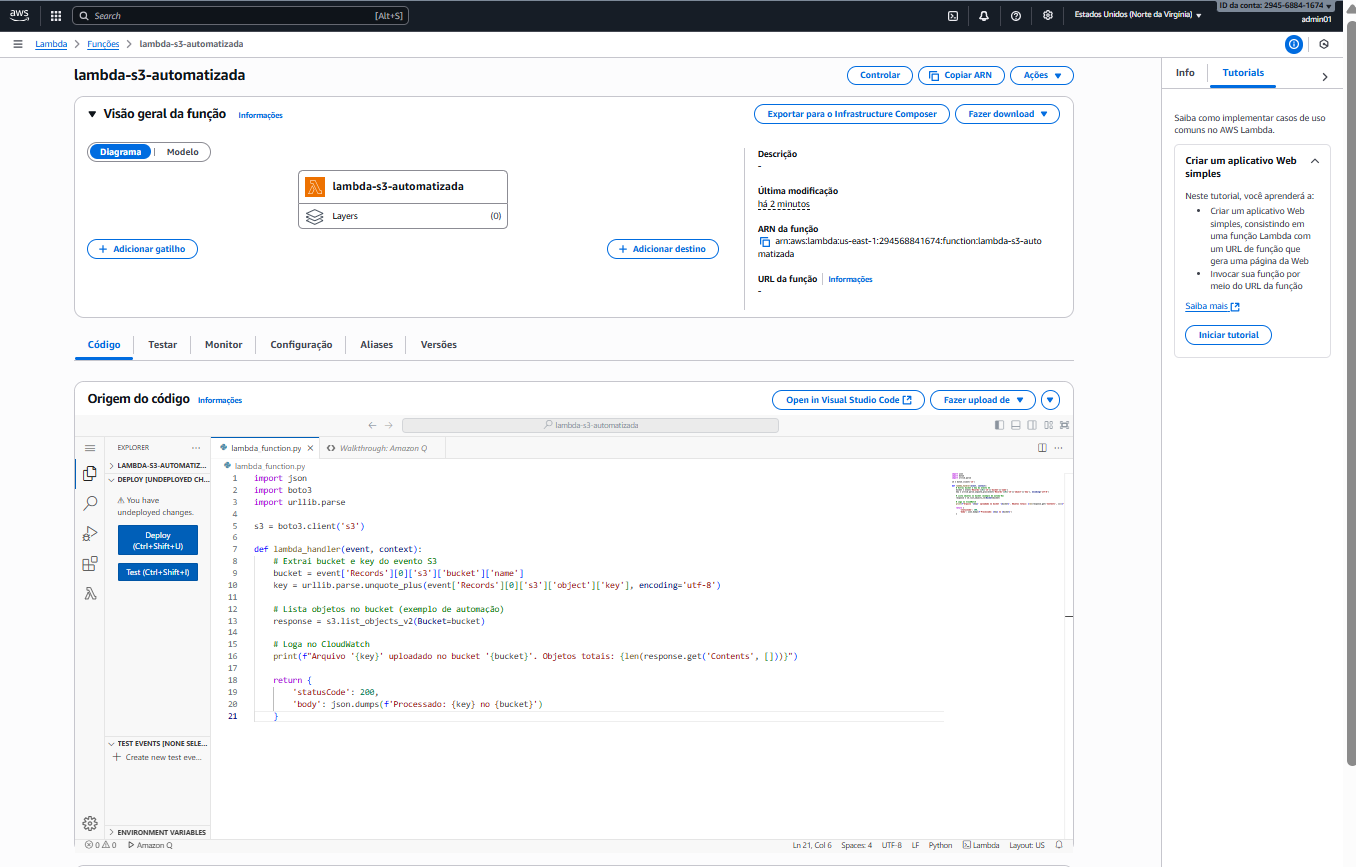 aws
Search
[Alt+S]
Estados Unidos (Norte da Virgínia)
ID da conta: 2945-6884-1674
admin01
Lambda
Funções
lambda-s3-automatizada
lambda-s3-automatizada
Controlar
Copiar ARN
Ações
Visão geral da função
Informações
Exportar para o Infrastructure Composer
Fazer download
Diagrama
Modelo
lambda-s3-automatizada
Layers
(0)
Adicionar gatilho
Adicionar destino
Descrição
-
Última modificação
há 2 minutos
ARN da função
arn:aws:lambda:us-east-1:294568841674:function:lambda-s3-auto
matizada
URL da função
Informações
-
Info
Tutorials
Saiba como implementar casos de uso
comuns no AWS Lambda.
Criar um aplicativo Web
simples
Neste tutorial, você aprenderá a:
• Criar um aplicativo Web
simples, consistindo em
uma função Lambda com
um URL de função que
gera uma página da Web
• Invocar sua função por
meio do URL da função
Saiba mais
Iniciar tutorial
Código
Testar
Monitor
Configuração
Aliases
Versões
Origem do código
Informações
Open in Visual Studio Code
Fazer upload de
lambda-s3-automatizada
EXPLORER
LAMBDA-S3-AUTOMATIZ...
DEPLOY [UNDEPLOYED CH...
You have
undeployed changes.
Deploy
(Ctrl+Shift+U)
Test (Ctrl+Shift+I)
TEST EVENTS [NONE SELE...
Create new test eve...
ENVIRONMENT VARIABLES
lambda_function.py
Walkthrough: Amazon Q
lambda_function.py
1 import json
2 import boto3
3 import urllib.parse
4
5 s3 = boto3.client('s3')
6
7 def lambda_handler(event, context):
8 # Extrai bucket e key do evento S3
9 bucket = event['Records'][0]['s3']['bucket']['name']
10 key = urllib.parse.unquote_plus(event['Records'][0]['s3']['object']['key'], encoding='utf-8')
11
12 # Lista objetos no bucket (exemplo de automação)
13 response = s3.list_objects_v2(Bucket=bucket)
14
15 # Loga no CloudWatch
16 print(f"Arquivo '{key}' uploadado no bucket '{bucket}'. Objetos totais: {len(response.get('Contents', []))}")
17
18 return {
19 'statusCode': 200,
20 'body': json.dumps(f'Processado: {key} no {bucket}')
21 }
0 0
Amazon Q
Ln 21, Col 6
Spaces: 4
UTF-8
LF
Python
Lambda
Layout: US